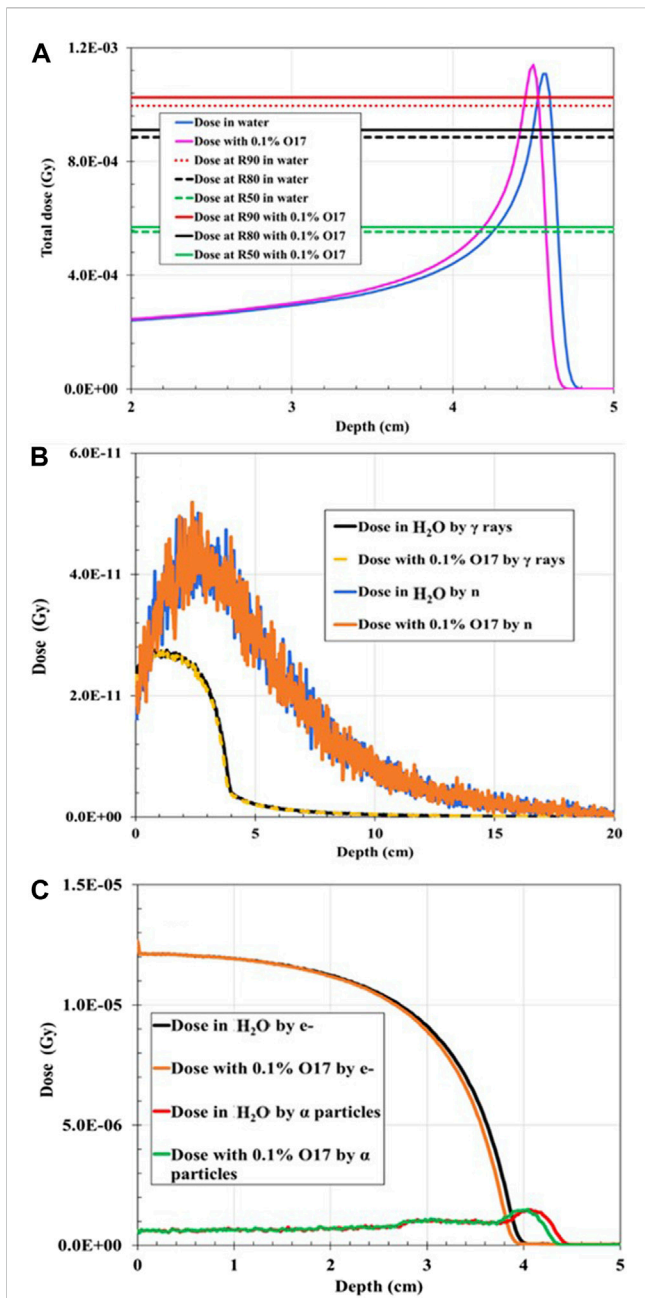 A
1.2E-03
8.0E-04
4.0E-04
0.0E+00
Total dose (Gy)
Dose in water
Dose with 0.1% O17
Dose at R90 in water
Dose at R80 in water
Dose at R50 in water
Dose at R90 with 0.1% O17
Dose at R80 with 0.1% O17
Dose at R50 with 0.1% O17
2 3 4 5
Depth (cm)
B
6.0E-11
4.0E-11
2.0E-11
0.0E+00
Dose (Gy)
Dose in H₂O by γ rays
Dose with 0.1% O17 by γ rays
Dose in H₂O by n
Dose with 0.1% O17 by n
0 5 10 15 20
Depth (cm)
C
1.5E-05
1.0E-05
5.0E-06
0.0E+00
Dose (Gy)
Dose in H₂O by e-
Dose with 0.1% O17 by e-
Dose in H₂O by α particles
Dose with 0.1% O17 by α
particles
0 1 2 3 4 5
Depth (cm)